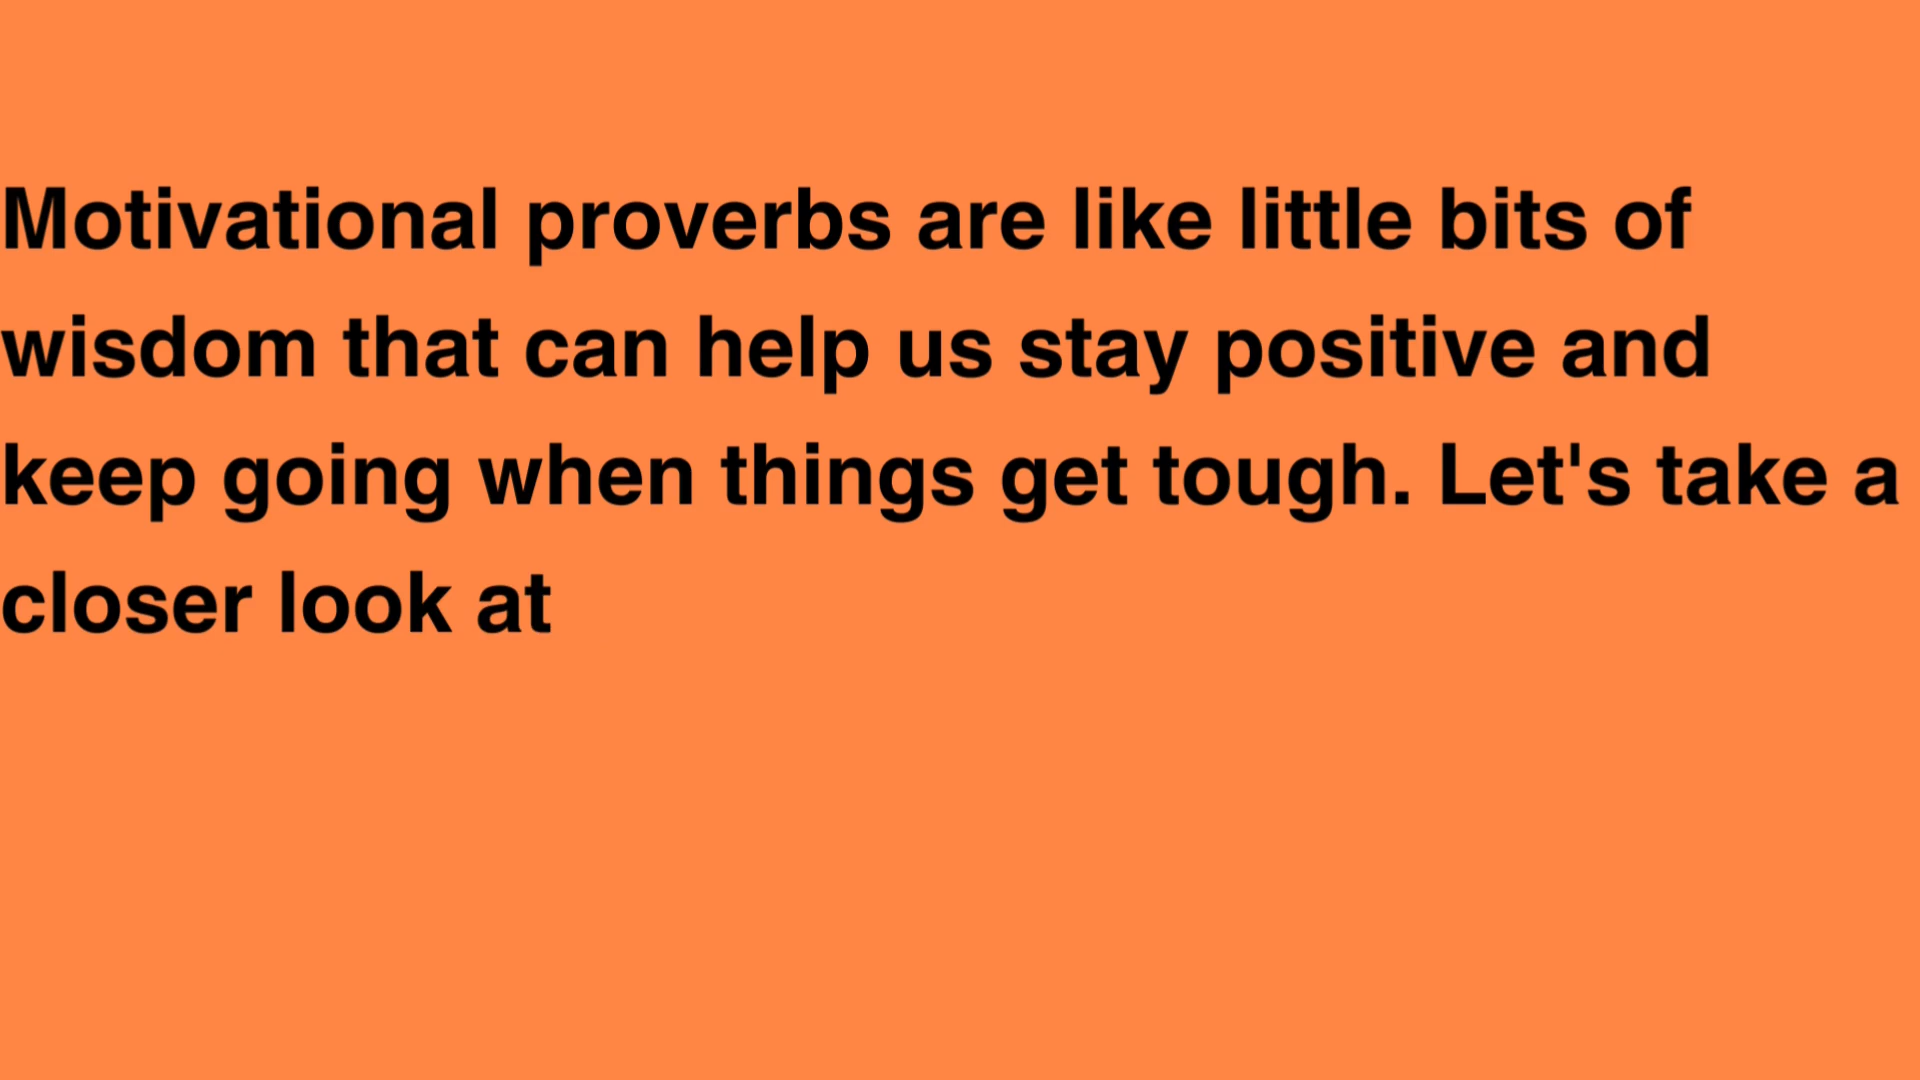 Motivational proverbs are like little bits of
wisdom that can help us stay positive and
keep going when things get tough. Let's take a
closer look at